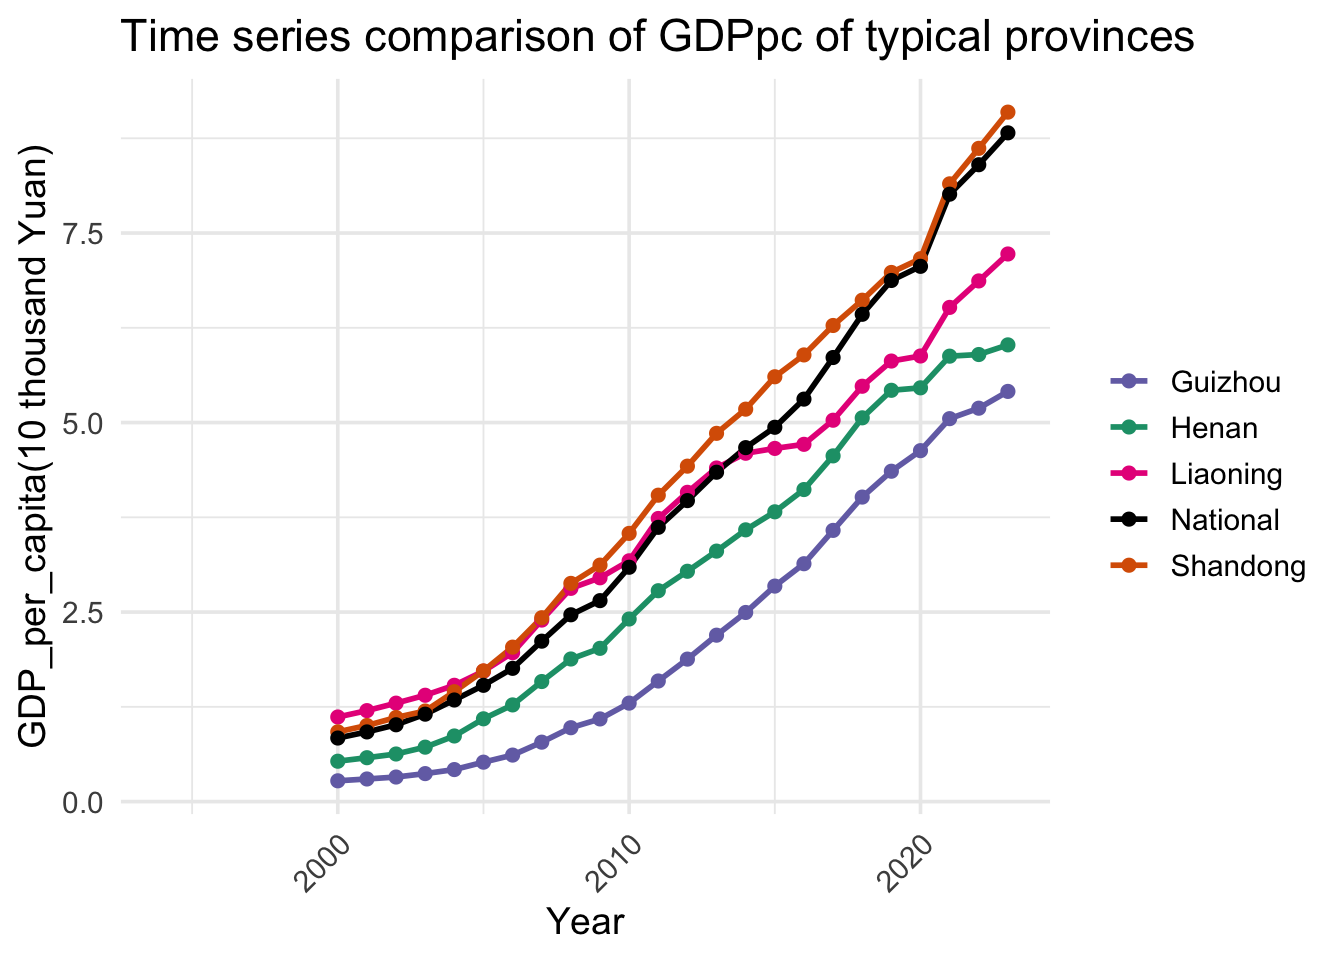 Time series comparison of GDPpc of typical provinces
GDP_per_capita(10 thousand Yuan)
7.5
5.0
2.5
0.0
2000
2010
2020
Year
Guizhou
Henan
Liaoning
National
Shandong